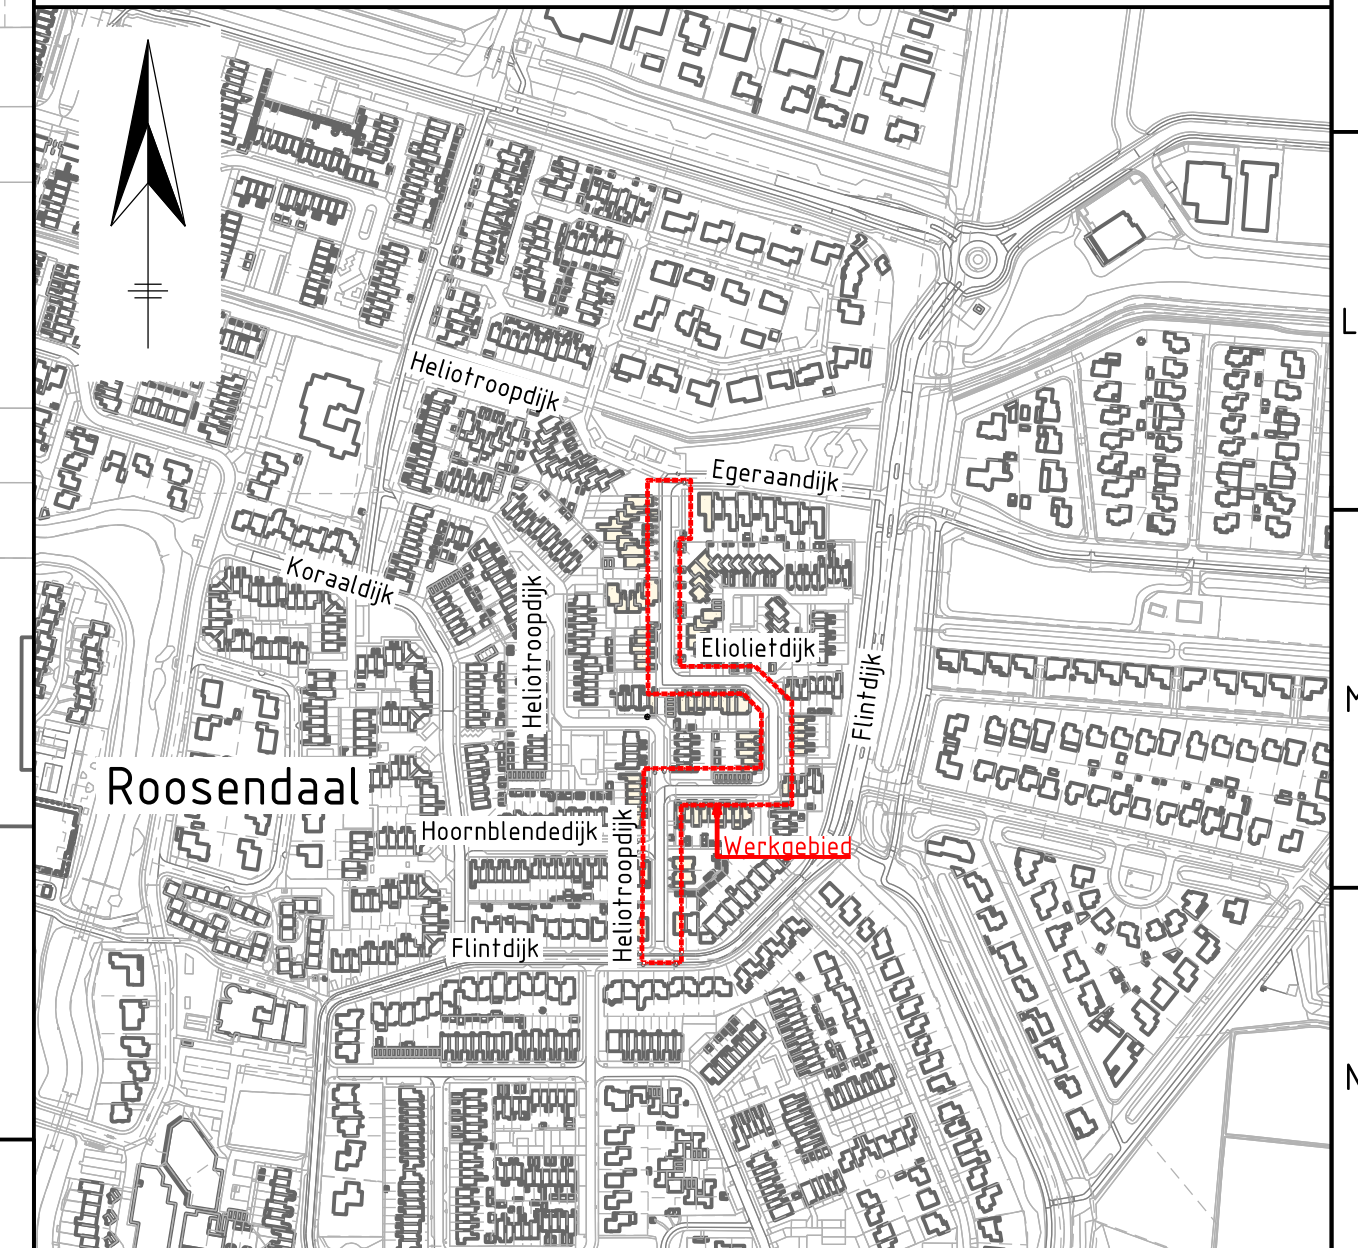 L
Heliotroopdijk
Egeraandijk
Koraaldijk
Heliotroopdijk
Eliolietdijk
Flintdijk
M
Roosendaal
Hoornblendedijk
Heliotroopdijk
Werkgebied
Flintdijk
N